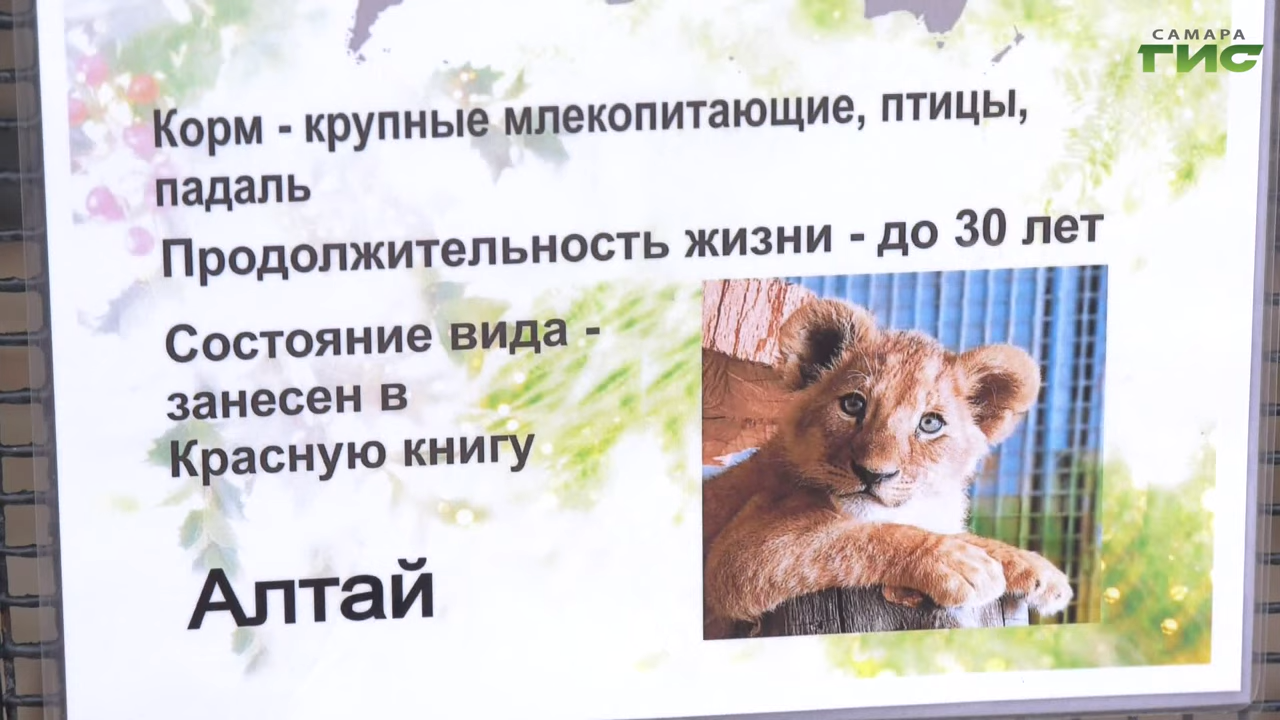 САМАРА
ГИС
Корм - крупные млекопитающие, птицы,
падаль
Продолжительность жизни - до 30 лет
Состояние вида -
занесен в
Красную книгу
Алтай